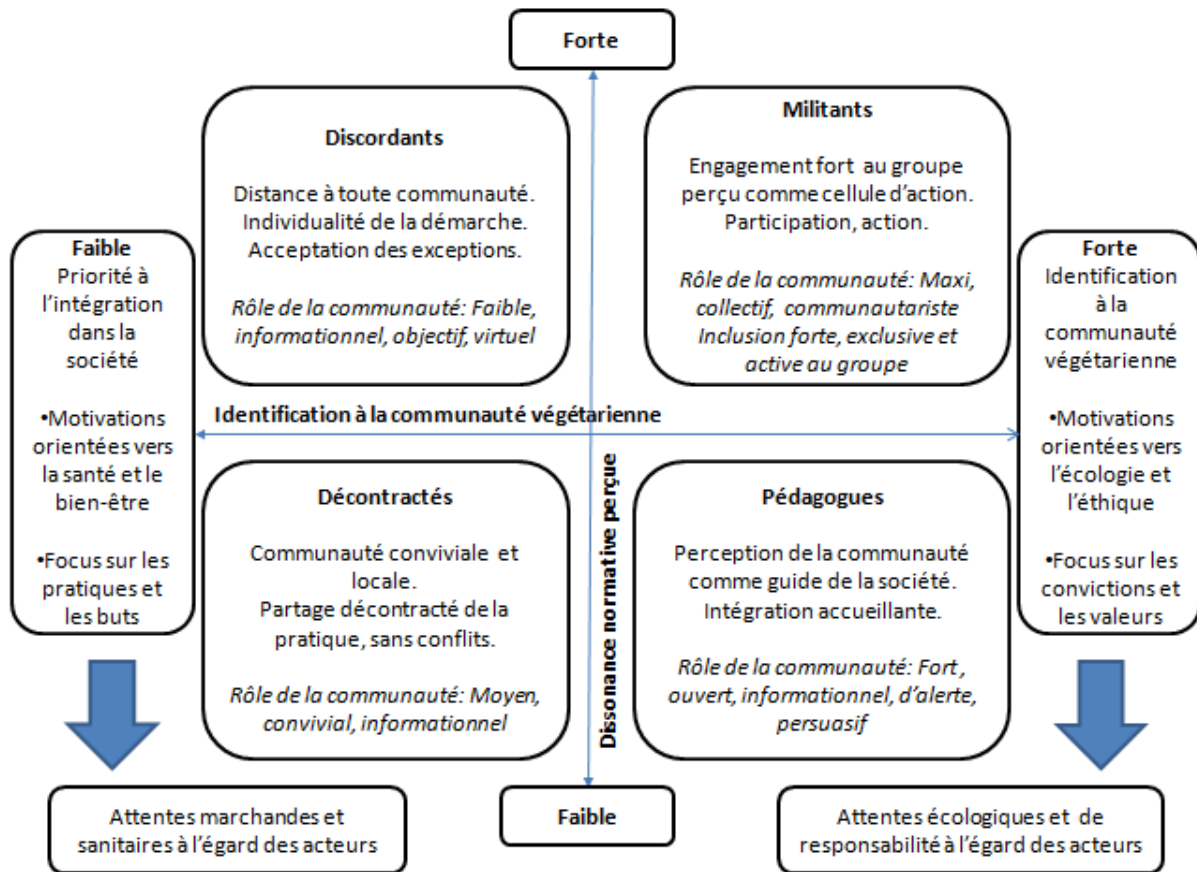 Forte
Discordants
Distance à toute communauté.
Individualité de la démarche.
Acceptation des exceptions.
Rôle de la communauté: Faible,
informationnel, objectif, virtuel
Militants
Engagement fort au groupe
perçu comme cellule d’action.
Participation, action.
Rôle de la communauté: Maxi,
collectif, communautariste
Inclusion forte, exclusive et
active au groupe
Faible
Priorité à
l’intégration
dans la
société
•Motivations
orientées vers
la santé et le
bien-être
•Focus sur les
pratiques et
les buts
Forte
Identification
à la
communauté
végétarienne
•Motivations
orientées vers
l’écologie et
l’éthique
•Focus sur les
convictions et
les valeurs
Identification à la communauté végétarienne
Dissonance normative perçue
Décontractés
Communauté conviviale et
locale.
Partage décontracté de la
pratique, sans conflits.
Rôle de la communauté: Moyen,
convivial, informationnel
Pédagogues
Perception de la communauté
comme guide de la société.
Intégration accueillante.
Rôle de la communauté: Fort ,
ouvert, informationnel, d’alerte,
persuasif
Attentes marchandes et
sanitaires à l’égard des acteurs
Faible
Attentes écologiques et de
responsabilité à l’égard des acteurs